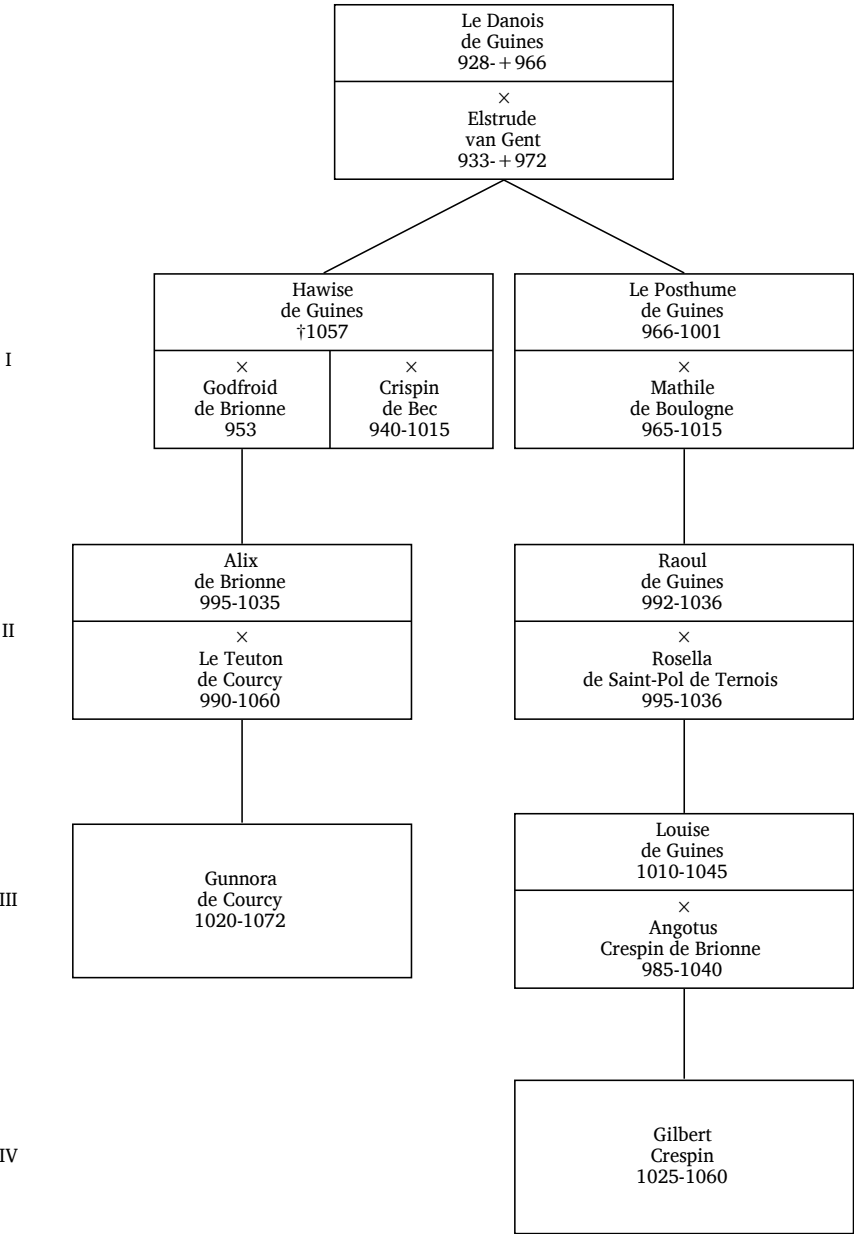 Le Danois
de Guines
928-+966
×
Elstrude
van Gent
933-+972
I
Hawise
de Guines
†1057
×
Godfroid
de Brionne
953
×
Crispin
de Bec
940-1015
Le Posthume
de Guines
966-1001
×
Mathile
de Boulogne
965-1015
II
Alix
de Brionne
995-1035
×
Le Teuton
de Courcy
990-1060
Raoul
de Guines
992-1036
×
Rosella
de Saint-Pol de Ternois
995-1036
III
Gunnora
de Courcy
1020-1072
Louise
de Guines
1010-1045
×
Angotus
Crespin de Brionne
985-1040
IV
Gilbert
Crespin
1025-1060